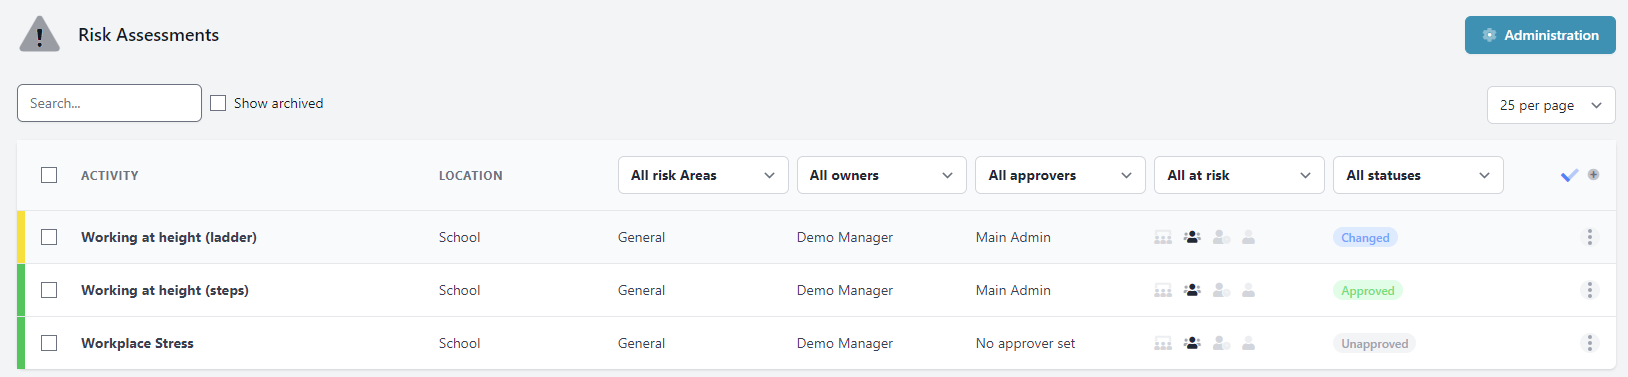 Risk Assessments
Administration
Search...
Show archived
25 per page
ACTIVITY LOCATION All risk Areas All owners All approvers All at risk All statuses
Working at height (ladder) School General Demo Manager Main Admin Changed
Working at height (steps) School General Demo Manager Main Admin Approved
Workplace Stress School General Demo Manager No approver set Unapproved